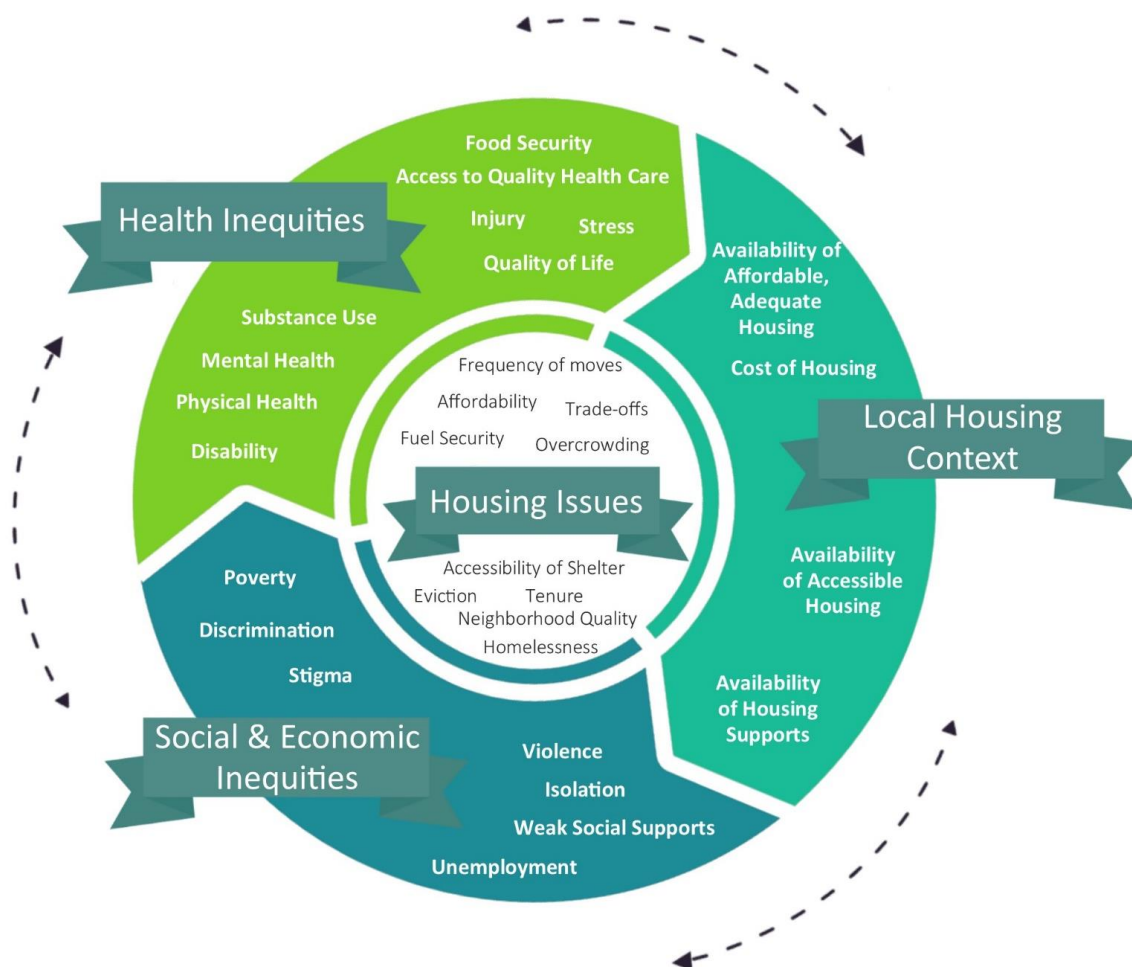 Health Inequities
Food Security
Access to Quality Health Care
Injury
Stress
Quality of Life
Substance Use
Mental Health
Physical Health
Disability
Local Housing
Context
Availability of
Affordable,
Adequate
Housing
Cost of Housing
Availability
of Accessible
Housing
Availability
of Housing
Supports
Housing Issues
Frequency of moves
Affordability
Trade-offs
Fuel Security
Overcrowding
Accessibility of Shelter
Eviction
Tenure
Neighborhood Quality
Homelessness
Social & Economic
Inequities
Poverty
Discrimination
Stigma
Violence
Isolation
Weak Social Supports
Unemployment